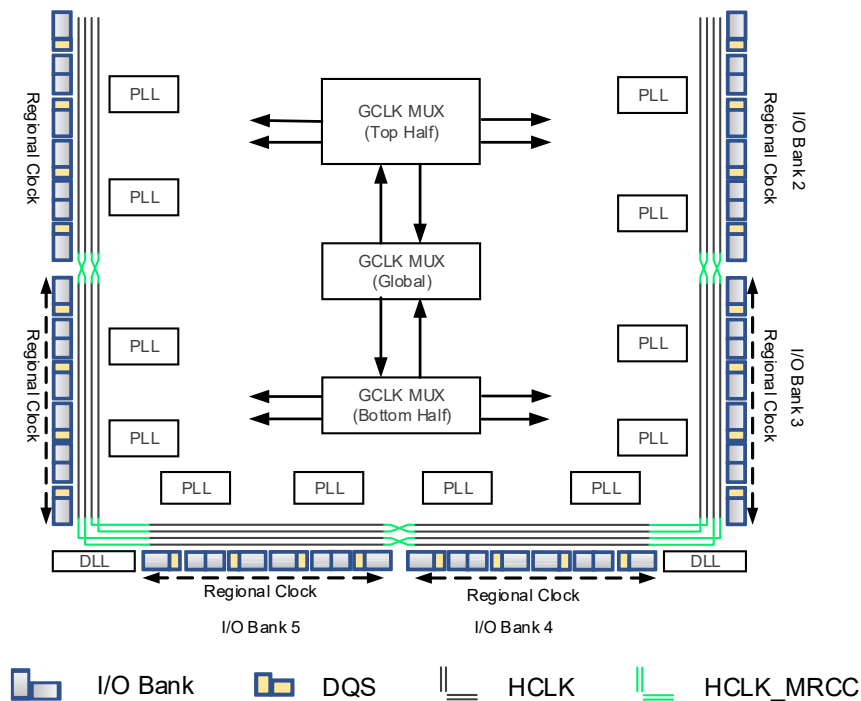 Regional Clock
PLL
PLL
GCLK MUX
(Top Half)
PLL
PLL
Regional Clock
I/O Bank 2
GCLK MUX
(Global)
Regional Clock
PLL
PLL
GCLK MUX
(Bottom Half)
PLL
PLL
Regional Clock
I/O Bank 3
PLL
PLL
PLL
PLL
DLL
DLL
Regional Clock
Regional Clock
I/O Bank 5
I/O Bank 4
I/O Bank
DQS
HCLK
HCLK_MRCC